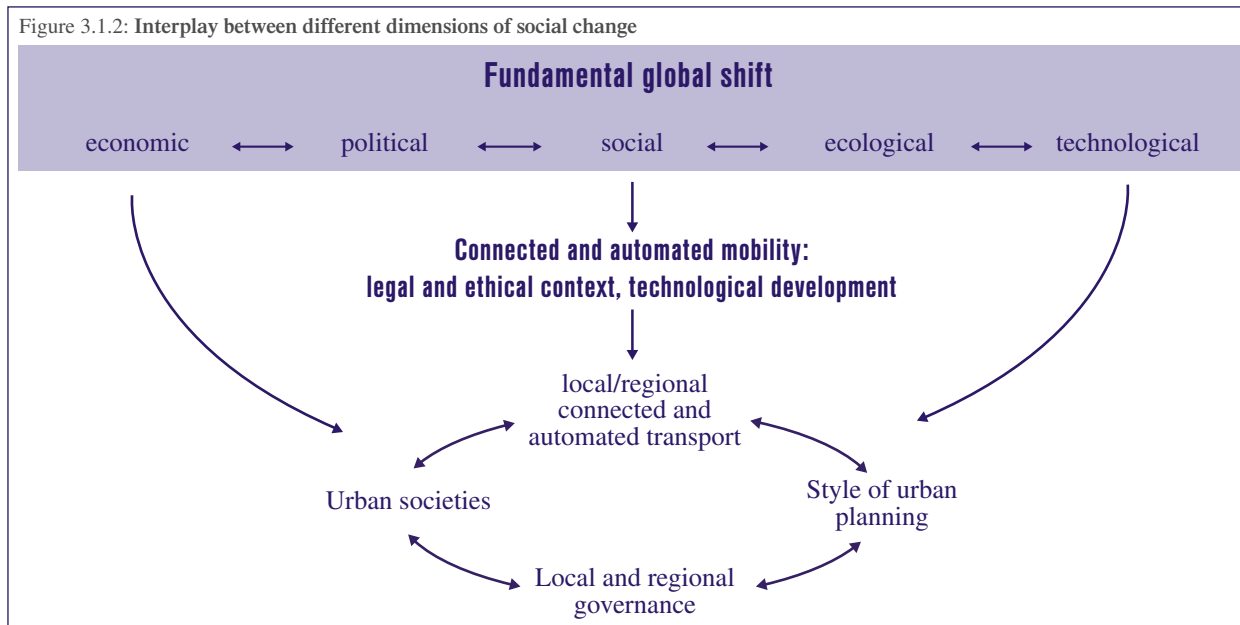 Figure 3.1.2: Interplay between different dimensions of social change
Fundamental global shift
economic political social ecological technological
Connected and automated mobility:
legal and ethical context, technological development
local/regional
connected and
automated transport
Urban societies
Style of urban
planning
Local and regional
governance